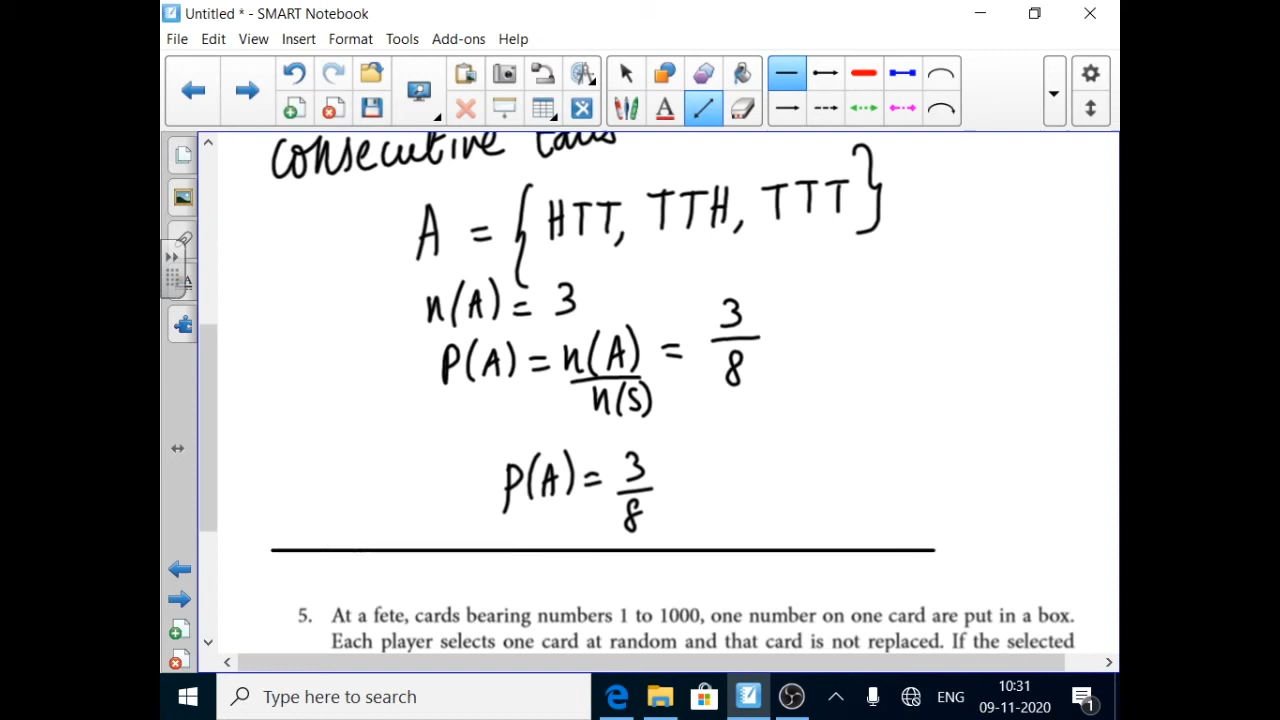 Untitled * - SMART Notebook
File Edit View Insert Format Tools Add-ons Help
consecutive tails
A = { HTT, TTH, TTT }
n(A) = 3
P(A) = n(A)/n(S) = 3/8
P(A) = 3/8
5. At a fete, cards bearing numbers 1 to 1000, one number on one card are put in a box.
Each player selects one card at random and that card is not replaced. If the selected
Type here to search
ENG
10:31
09-11-2020
1